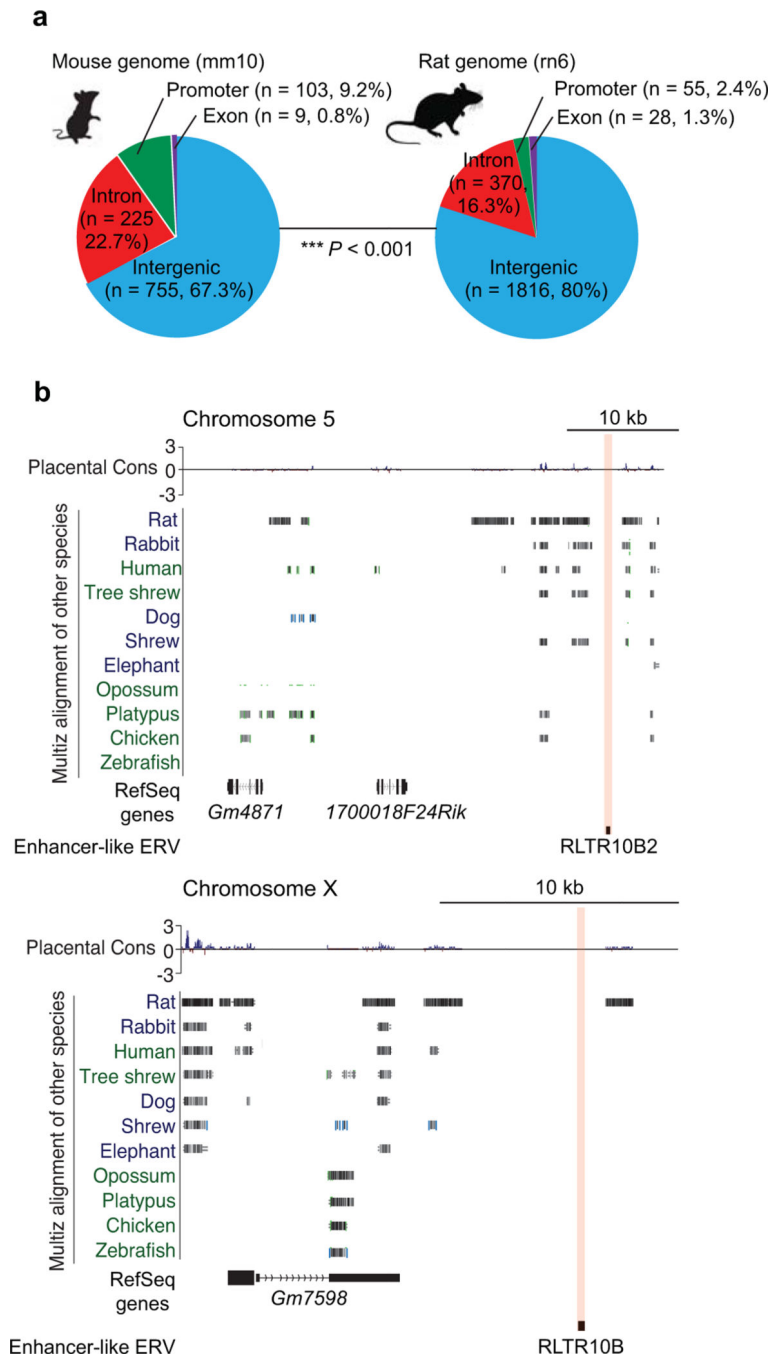 a
Mouse genome (mm10)
Rat genome (rn6)
Promoter (n = 103, 9.2%)
Exon (n = 9, 0.8%)
Intron
(n = 225
22.7%)
Intergenic
(n = 755, 67.3%)
*** P < 0.001
Promoter (n = 55, 2.4%)
Exon (n = 28, 1.3%)
Intron
(n = 370,
16.3%)
Intergenic
(n = 1816, 80%)
b
Chromosome 5
10 kb
Placental Cons
3
0
-3
Multiz alignment of other species
Rat
Rabbit
Human
Tree shrew
Dog
Shrew
Elephant
Opossum
Platypus
Chicken
Zebrafish
RefSeq
genes
Gm4871
1700018F24Rik
Enhancer-like ERV
RLTR10B2
Chromosome X
10 kb
Placental Cons
3
0
-3
Multiz alignment of other species
Rat
Rabbit
Human
Tree shrew
Dog
Shrew
Elephant
Opossum
Platypus
Chicken
Zebrafish
RefSeq
genes
Gm7598
Enhancer-like ERV
RLTR10B